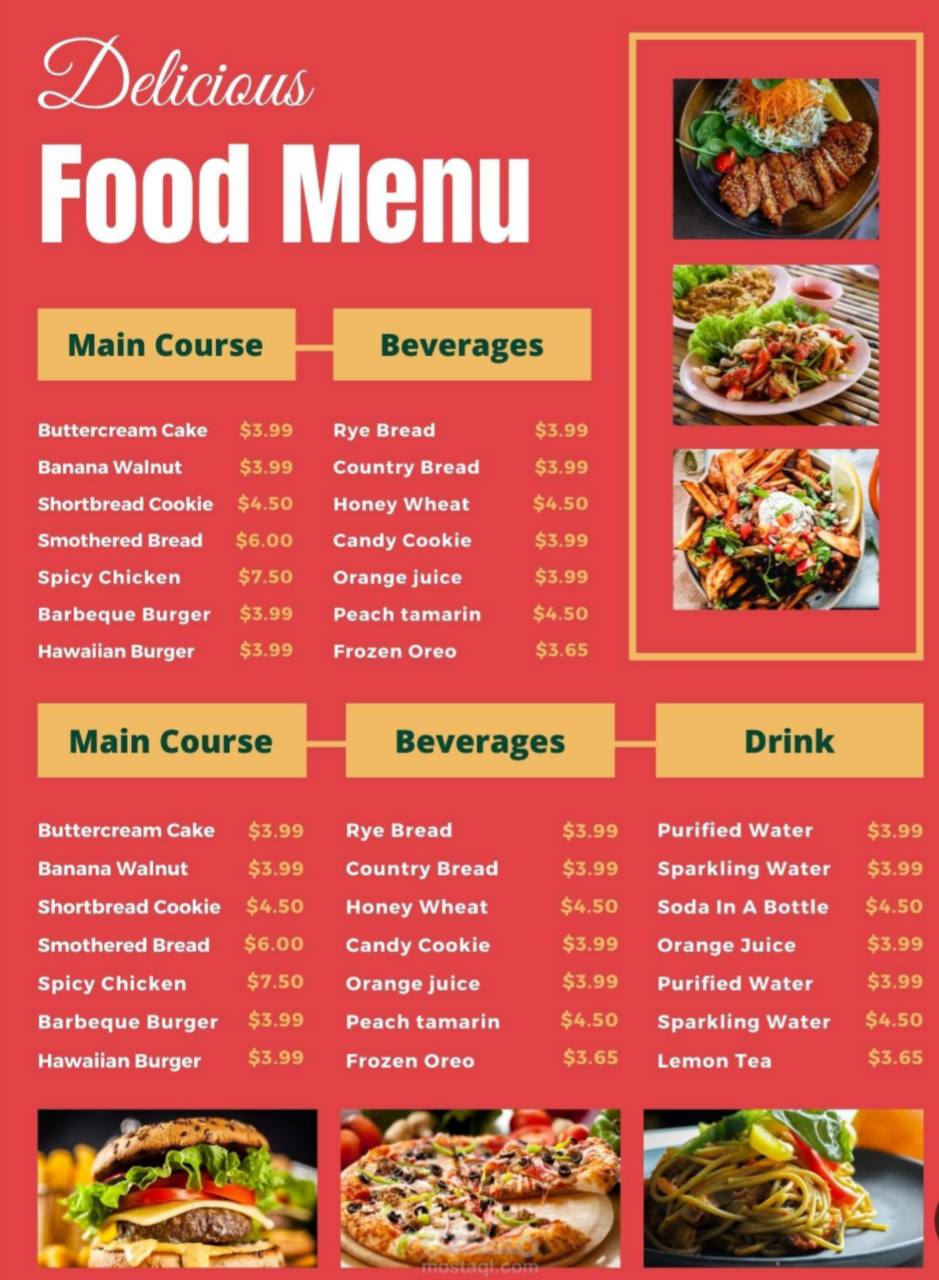 Delicious
Food Menu
Main Course
Beverages
Buttercream Cake $3.99
Banana Walnut $3.99
Shortbread Cookie $4.50
Smothered Bread $6.00
Spicy Chicken $7.50
Barbeque Burger $3.99
Hawaiian Burger $3.99
Rye Bread $3.99
Country Bread $3.99
Honey Wheat $4.50
Candy Cookie $3.99
Orange juice $3.99
Peach tamarin $4.50
Frozen Oreo $3.65
Main Course
Beverages
Drink
Buttercream Cake $3.99
Banana Walnut $3.99
Shortbread Cookie $4.50
Smothered Bread $6.00
Spicy Chicken $7.50
Barbeque Burger $3.99
Hawaiian Burger $3.99
Rye Bread $3.99
Country Bread $3.99
Honey Wheat $4.50
Candy Cookie $3.99
Orange juice $3.99
Peach tamarin $4.50
Frozen Oreo $3.65
Purified Water $3.99
Sparkling Water $3.99
Soda In A Bottle $4.50
Orange Juice $3.99
Purified Water $3.99
Sparkling Water $4.50
Lemon Tea $3.65
mostaql.com